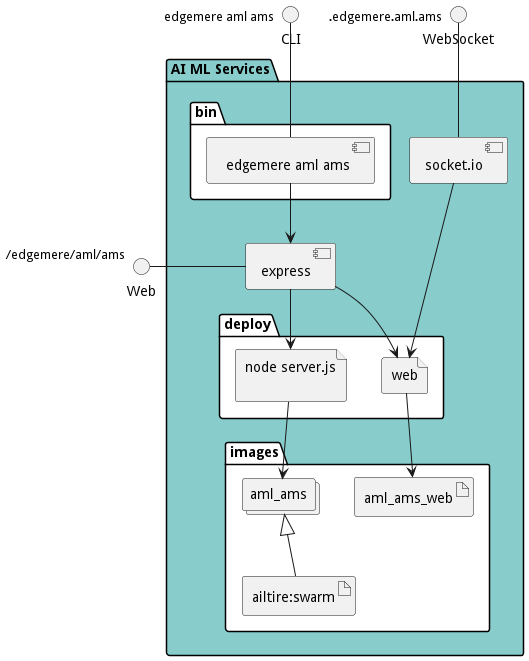 edgemere aml ams
CLI
.edgemere.aml.ams
WebSocket
AI ML Services
bin
edgemere aml ams
socket.io
/edgemere/aml/ams
Web
express
deploy
node server.js
web
images
aml_ams
aml_ams_web
ailtire:swarm